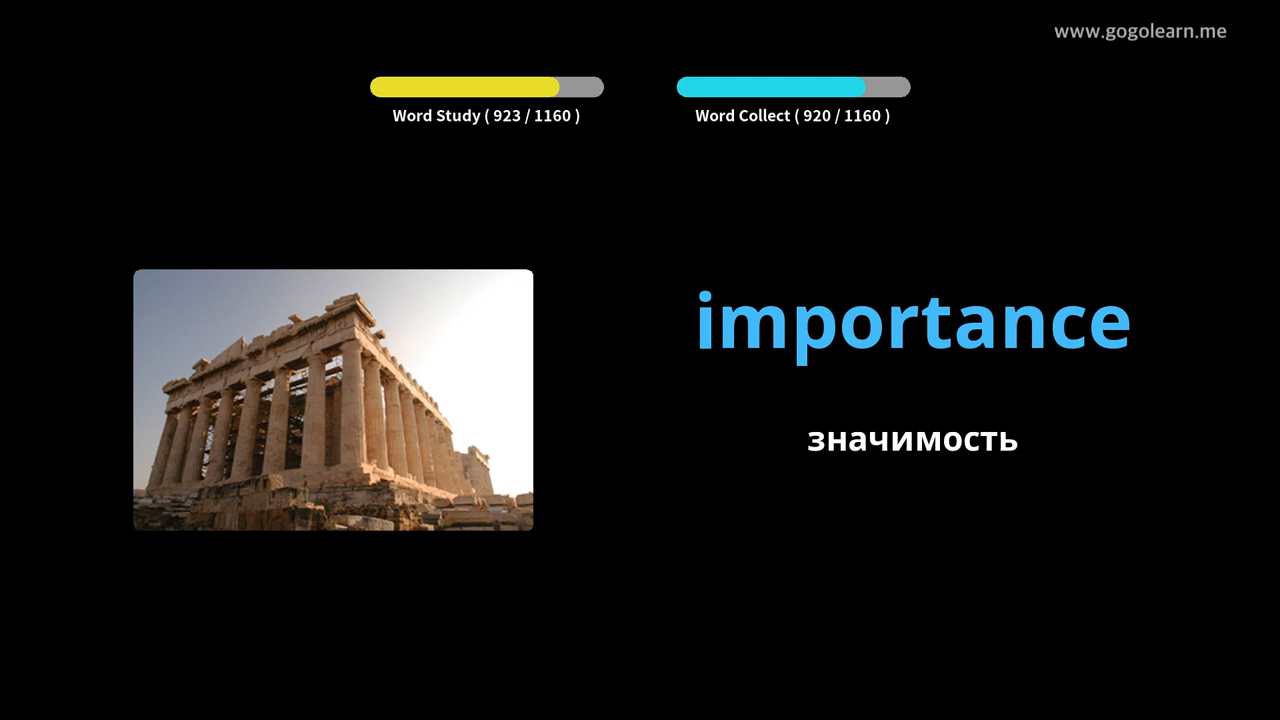 www.gogolearn.me
Word Study ( 923 / 1160 )
Word Collect ( 920 / 1160 )
importance
значимость